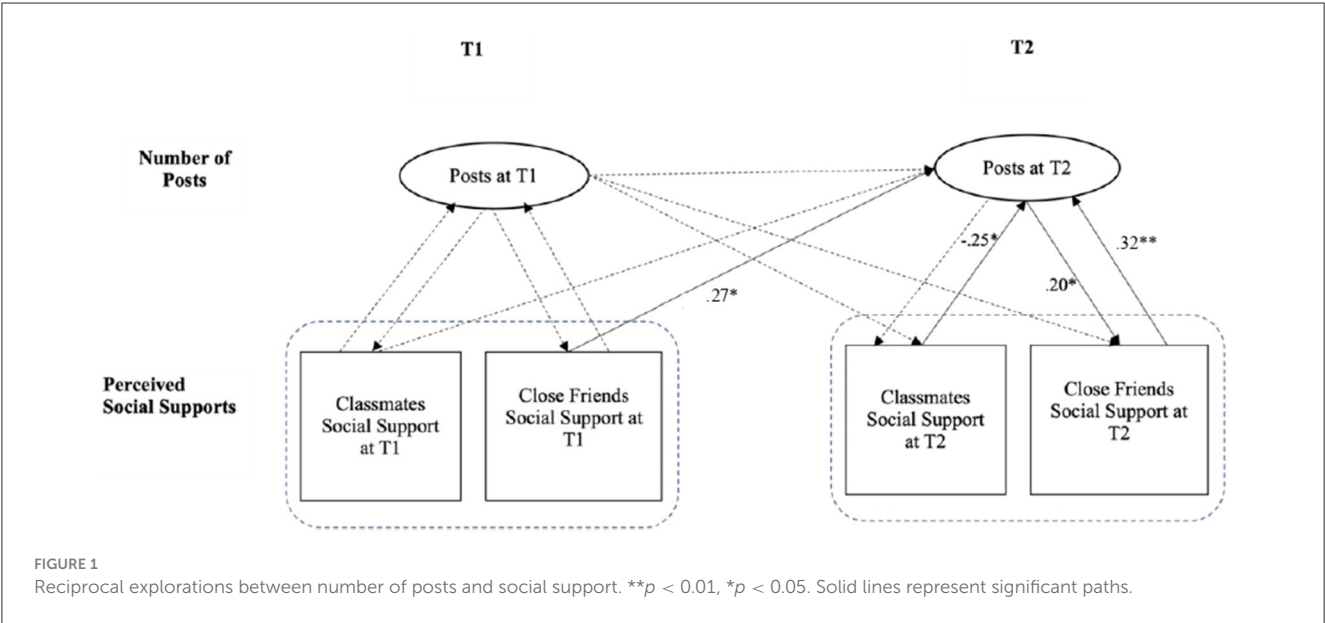 T1
T2
Number of
Posts
Posts at T1
Posts at T2
-.25*
.32**
.20*
.27*
Perceived
Social Supports
Classmates
Social Support
at T1
Close Friends
Social Support at
T1
Classmates
Social Support
at T2
Close Friends
Social Support at
T2
FIGURE 1
Reciprocal explorations between number of posts and social support. **p < 0.01, *p < 0.05. Solid lines represent significant paths.